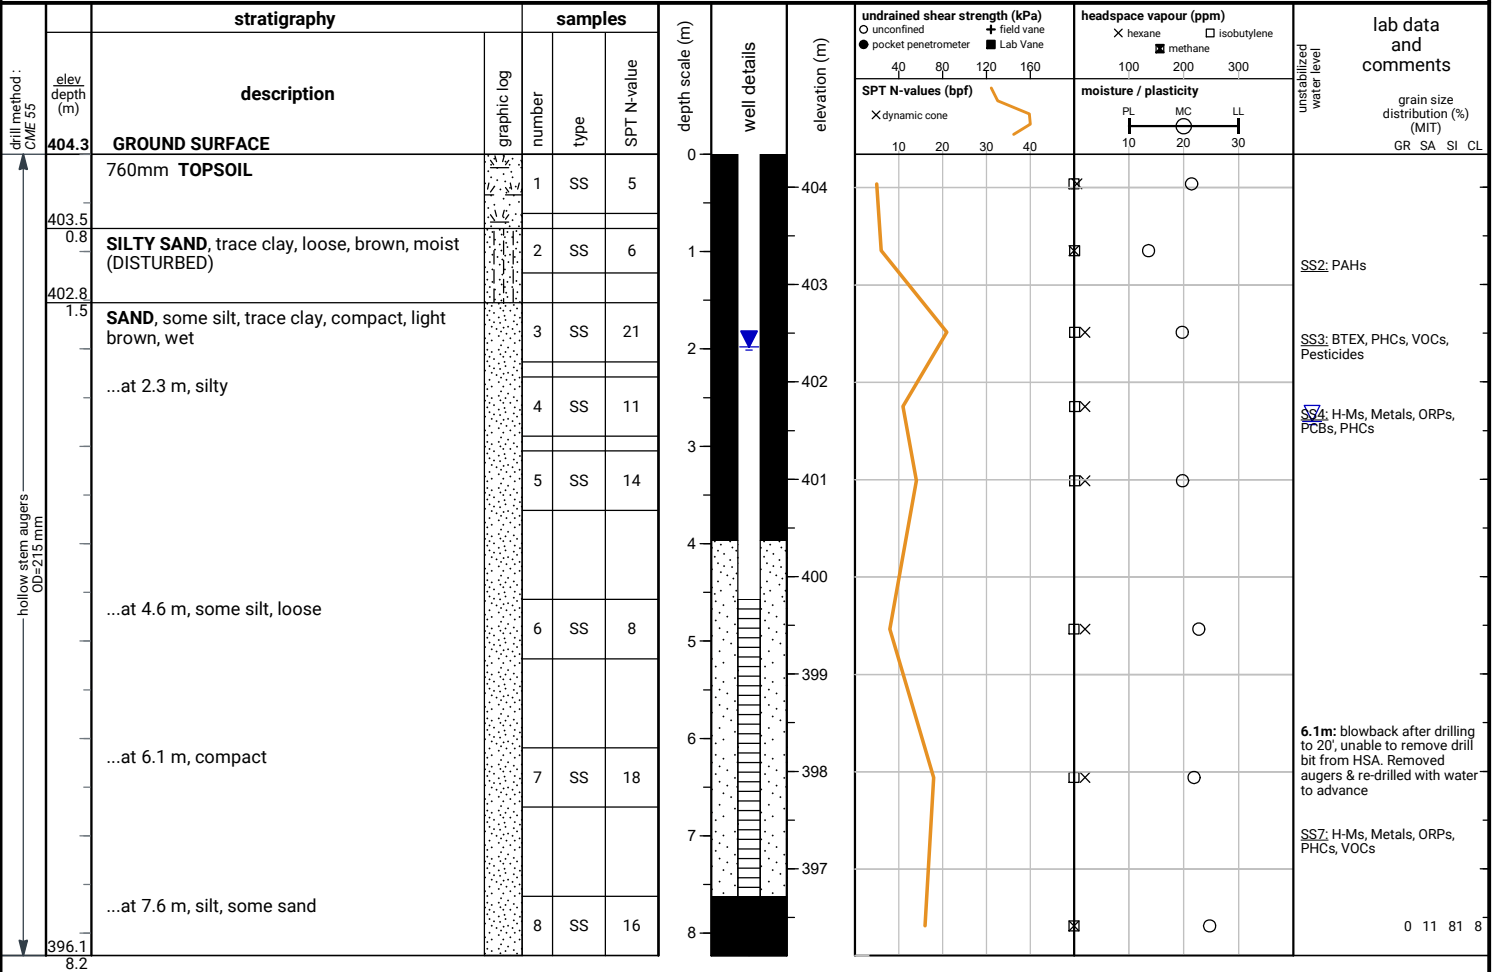 stratigraphy
samples
drill method :
CME 55
elev
depth
(m)
description
graphic log
number
type
SPT N-value
depth scale (m)
well details
elevation (m)
undrained shear strength (kPa)
unconfined
field vane
pocket penetrometer
Lab Vane
40 80 120 160
SPT N-values (bpf)
dynamic cone
10 20 30 40
headspace vapour (ppm)
hexane
isobutylene
methane
100 200 300
moisture / plasticity
PL MC LL
10 20 30
unstabilized
water level
lab data
and
comments
grain size
distribution (%)
(MIT)
GR SA SI CL
404.3 GROUND SURFACE
760mm TOPSOIL
1 SS 5
403.5
0.8
SILTY SAND, trace clay, loose, brown, moist
(DISTURBED)
2 SS 6
SS2: PAHs
402.8
1.5
SAND, some silt, trace clay, compact, light
brown, wet
3 SS 21
SS3: BTEX, PHCs, VOCs,
Pesticides
...at 2.3 m, silty
4 SS 11
SS4: H-Ms, Metals, ORPs,
PCBs, PHCs
5 SS 14
...at 4.6 m, some silt, loose
6 SS 8
...at 6.1 m, compact
7 SS 18
6.1m: blowback after drilling
to 20', unable to remove drill
bit from HSA. Removed
augers & re-drilled with water
to advance
SS7: H-Ms, Metals, ORPs,
PHCs, VOCs
...at 7.6 m, silt, some sand
8 SS 16
0 11 81 8
396.1
8.2
hollow stem augers
OD=215 mm
0
1
2
3
4
5
6
7
8
404
403
402
401
400
399
398
397